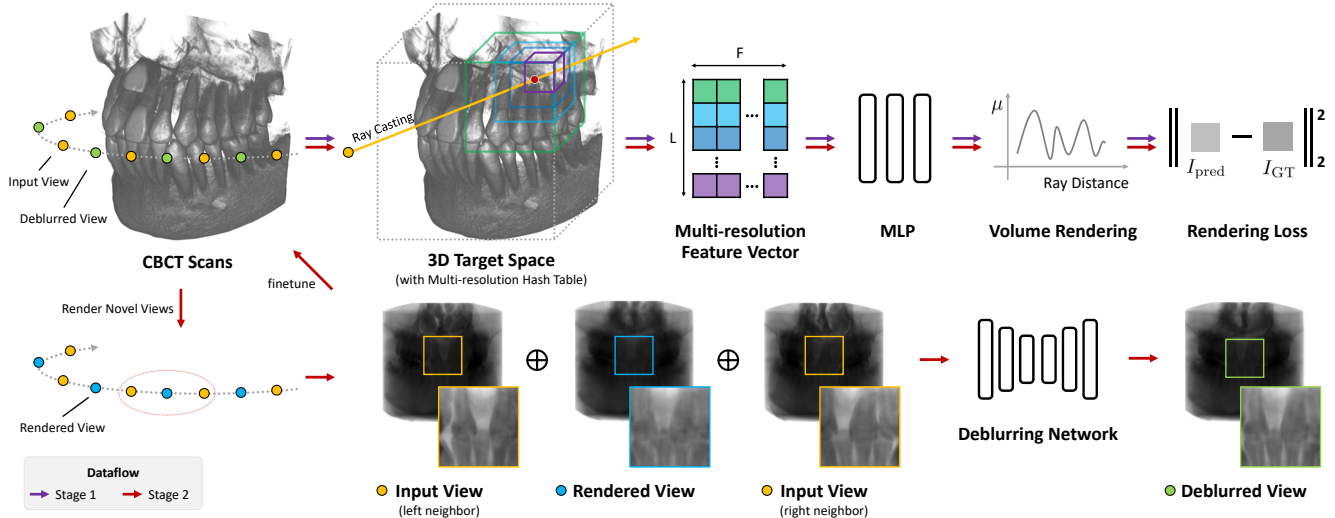 Input View
Deblurred View
CBCT Scans
Ray Casting
3D Target Space
(with Multi-resolution Hash Table)
F
L
...
...
Multi-resolution
Feature Vector
MLP
μ
Ray Distance
Volume Rendering
I_pred
I_GT
2
2
Rendering Loss
finetune
Render Novel Views
Rendered View
Deblurring Network
Dataflow
Stage 1
Stage 2
Input View
(left neighbor)
Rendered View
Input View
(right neighbor)
Deblurred View